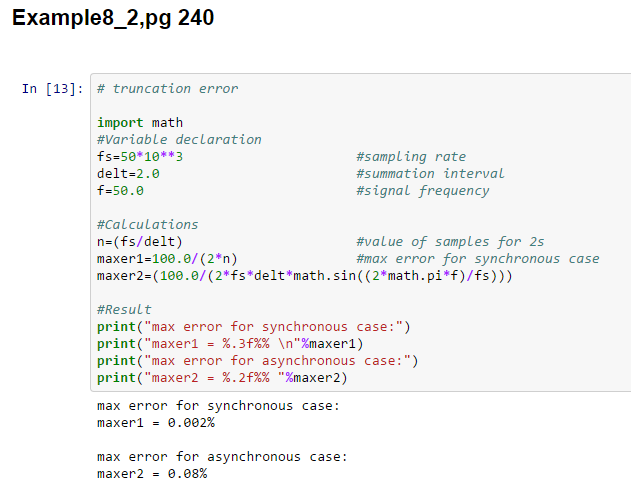 Example8_2,pg 240
In [13]: # truncation error
import math
#Variable declaration
fs=50*10**3 #sampling rate
delt=2.0 #summation interval
f=50.0 #signal frequency
#Calculations
n=(fs/delt) #value of samples for 2s
maxer1=100.0/(2*n) #max error for synchronous case
maxer2=(100.0/(2*fs*delt*math.sin((2*math.pi*f)/fs)))
#Result
print("max error for synchronous case:")
print("maxer1 = %.3f%% \n"%maxer1)
print("max error for asynchronous case:")
print("maxer2 = %.2f%% "%maxer2)
max error for synchronous case:
maxer1 = 0.002%
max error for asynchronous case:
maxer2 = 0.08%